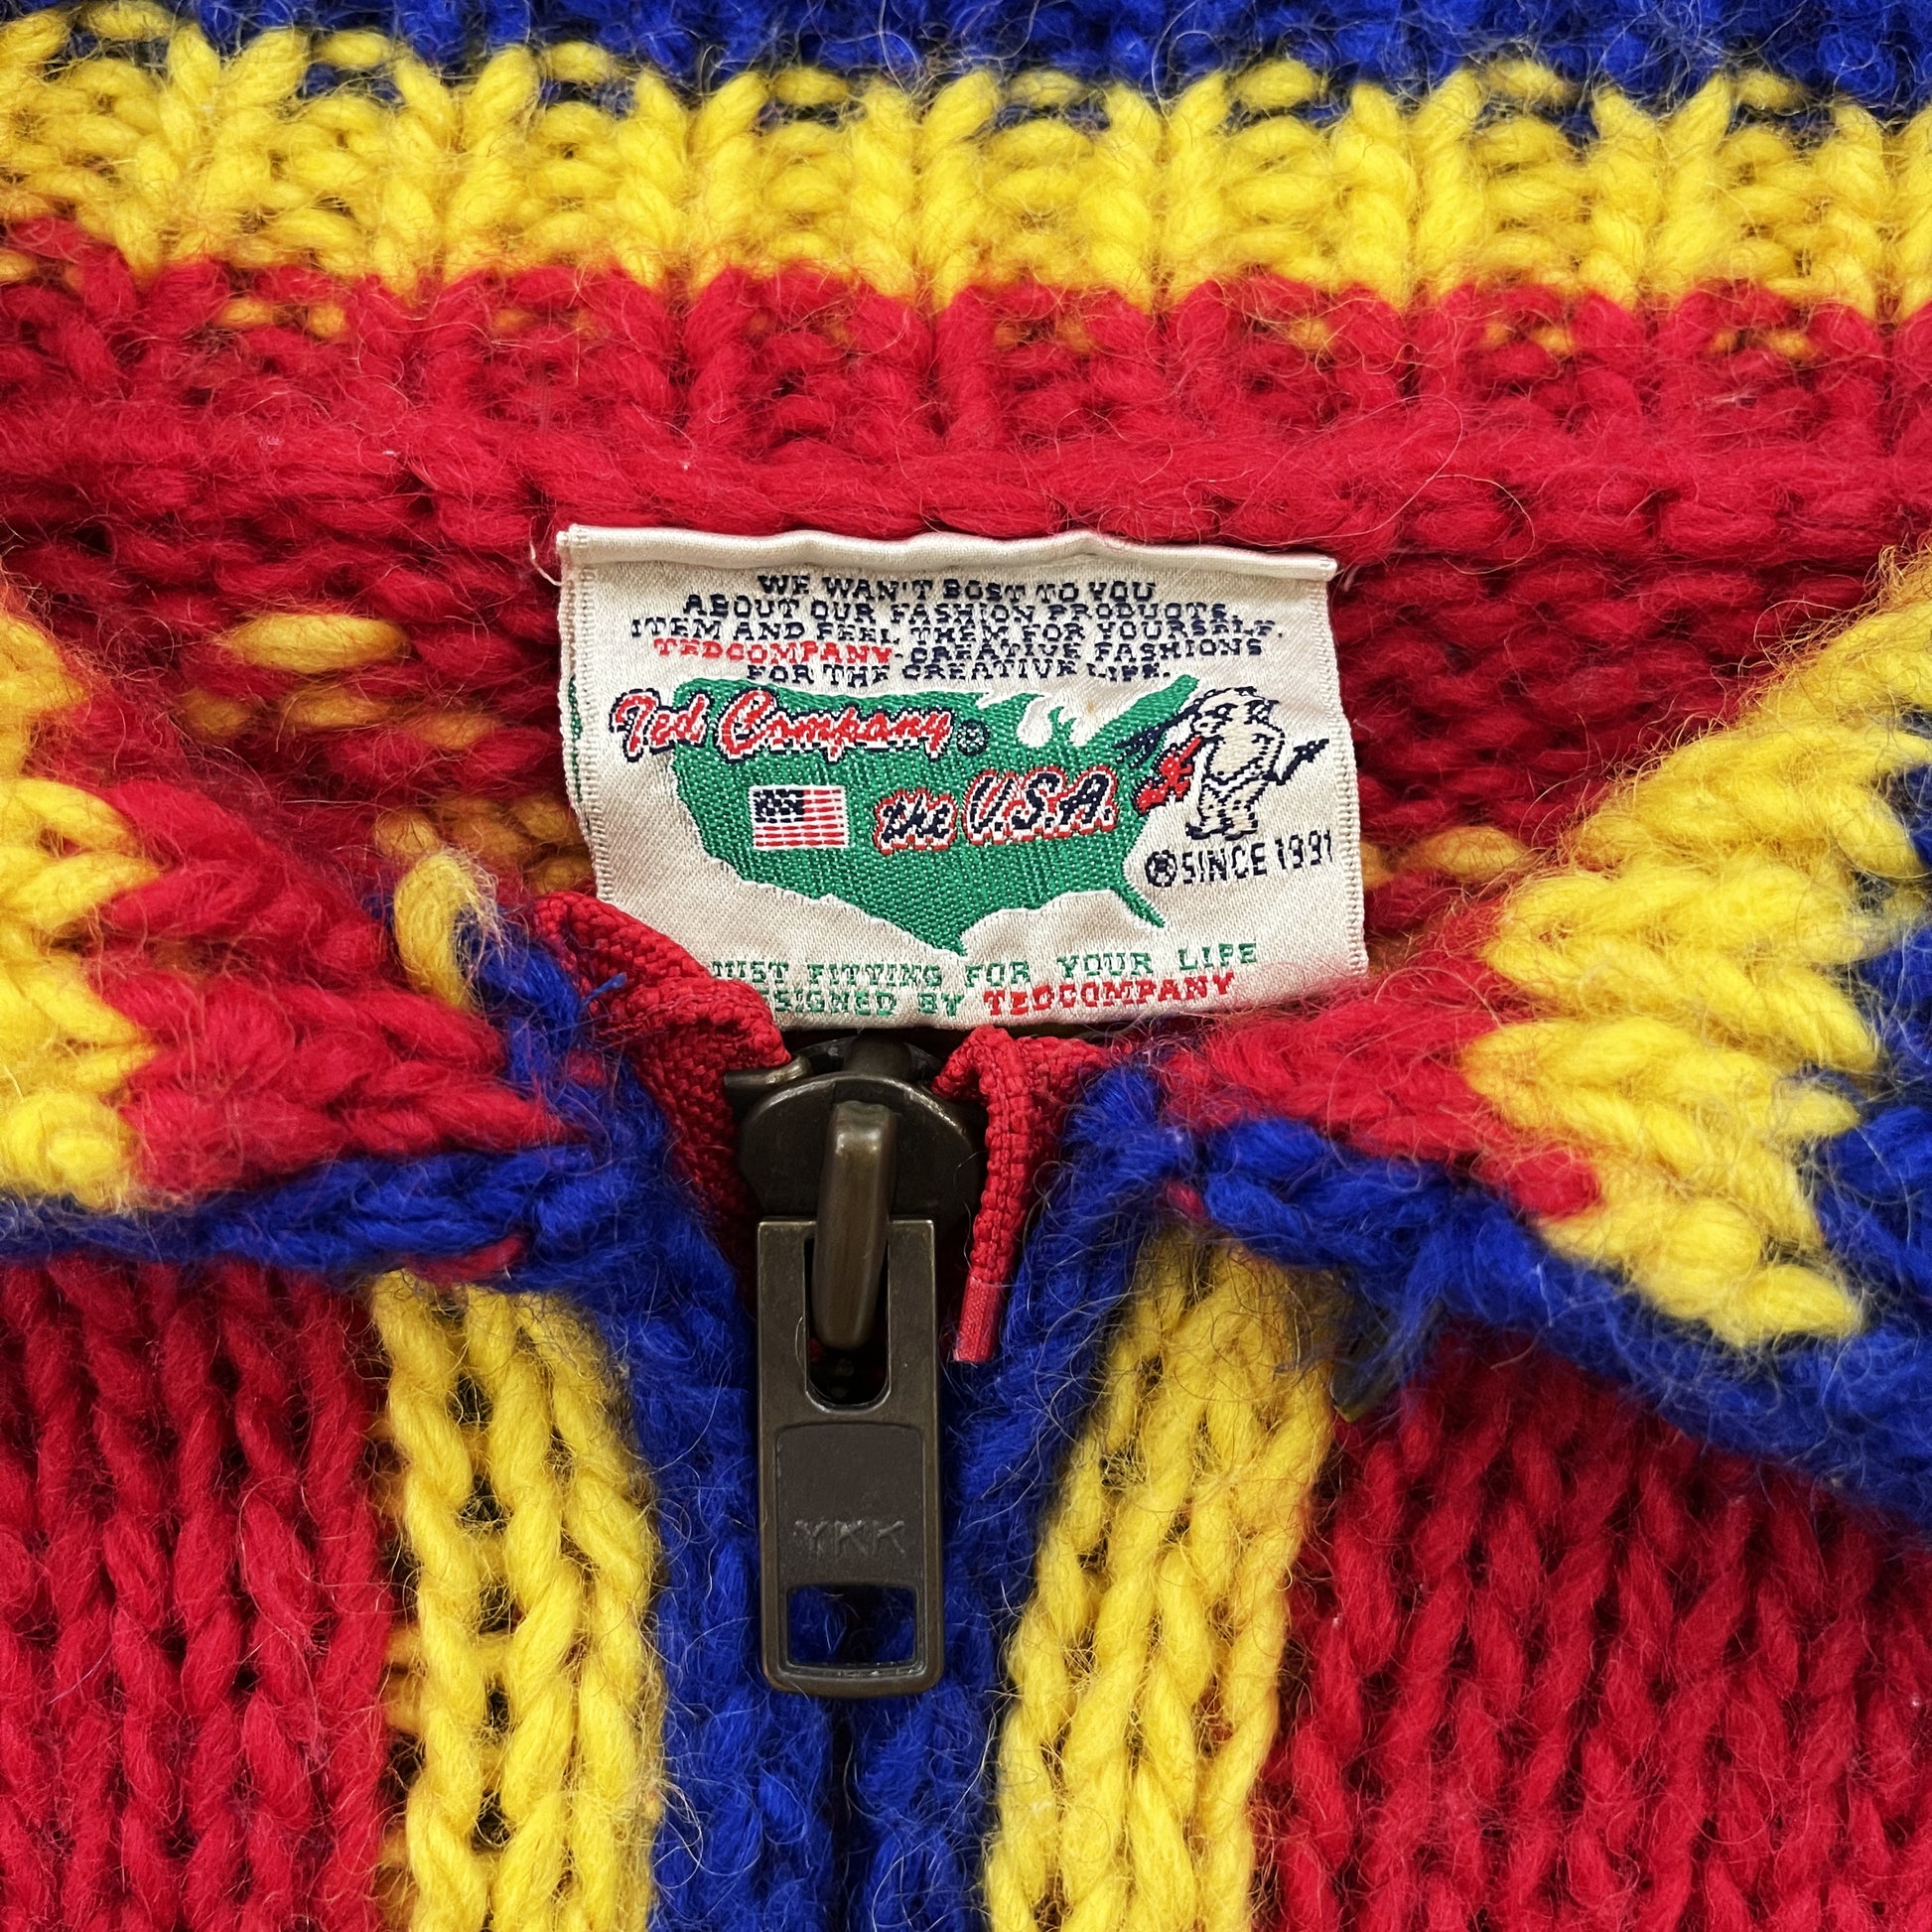 WE WAN'T BOST TO YOU
ABOUT OUR FASHION PRODUCTS.
ITEM AND FEEL THEM FOR YOURSELF.
TEDCOMPANY-CREATIVE FASHIONS
FOR THE CREATIVE LIFE.
Ted Company ®
the U.S.A.
® SINCE 1991
FITTING FOR YOUR LIFE
BY TEDCOMPANY
YKK